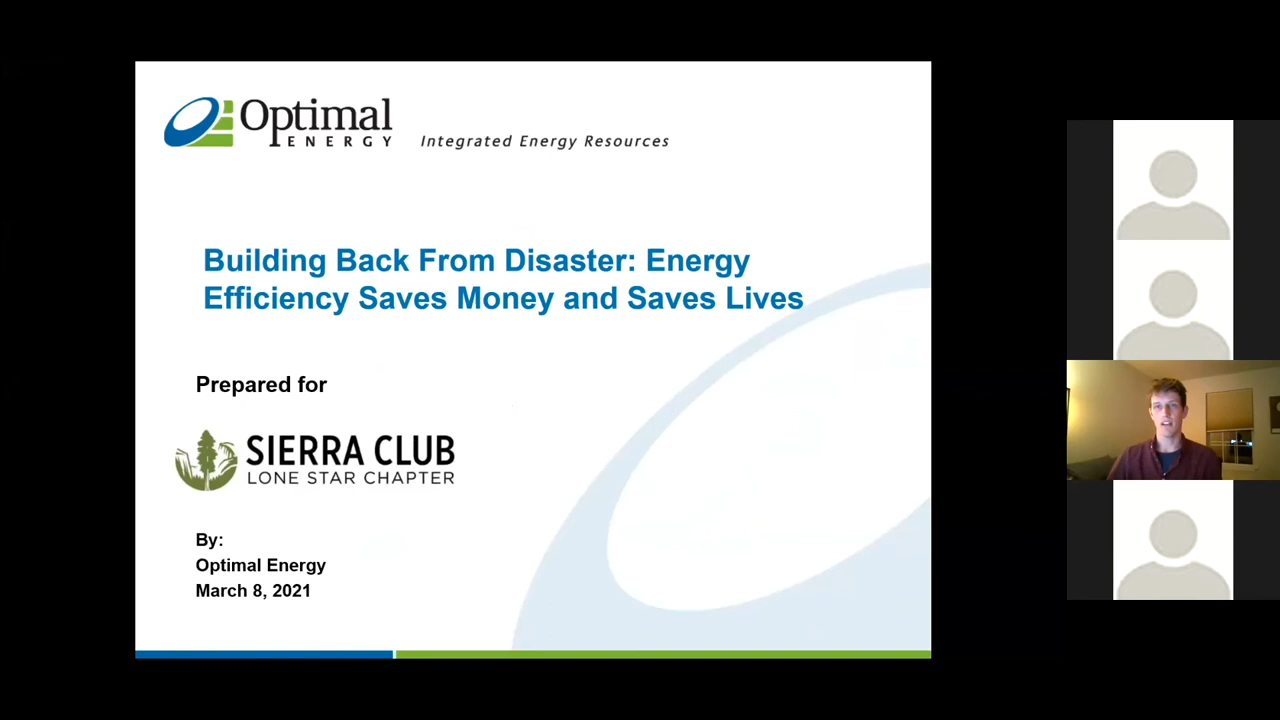 Optimal
ENERGY
Integrated Energy Resources
Building Back From Disaster: Energy
Efficiency Saves Money and Saves Lives
Prepared for
SIERRA CLUB
LONE STAR CHAPTER
By:
Optimal Energy
March 8, 2021